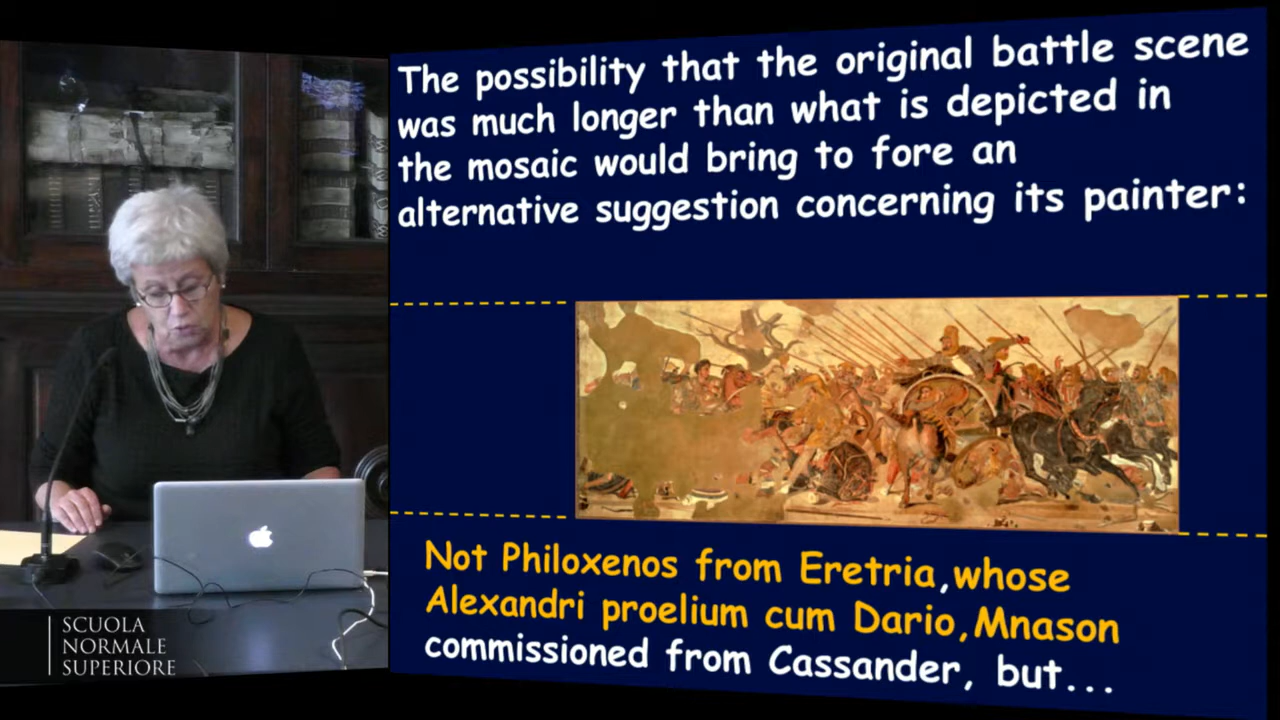 The possibility that the original battle scene
was much longer than what is depicted in
the mosaic would bring to fore an
alternative suggestion concerning its painter:
Not Philoxenos from Eretria, whose
Alexandri proelium cum Dario, Mnason
commissioned from Cassander, but...
SCUOLA
NORMALE
SUPERIORE